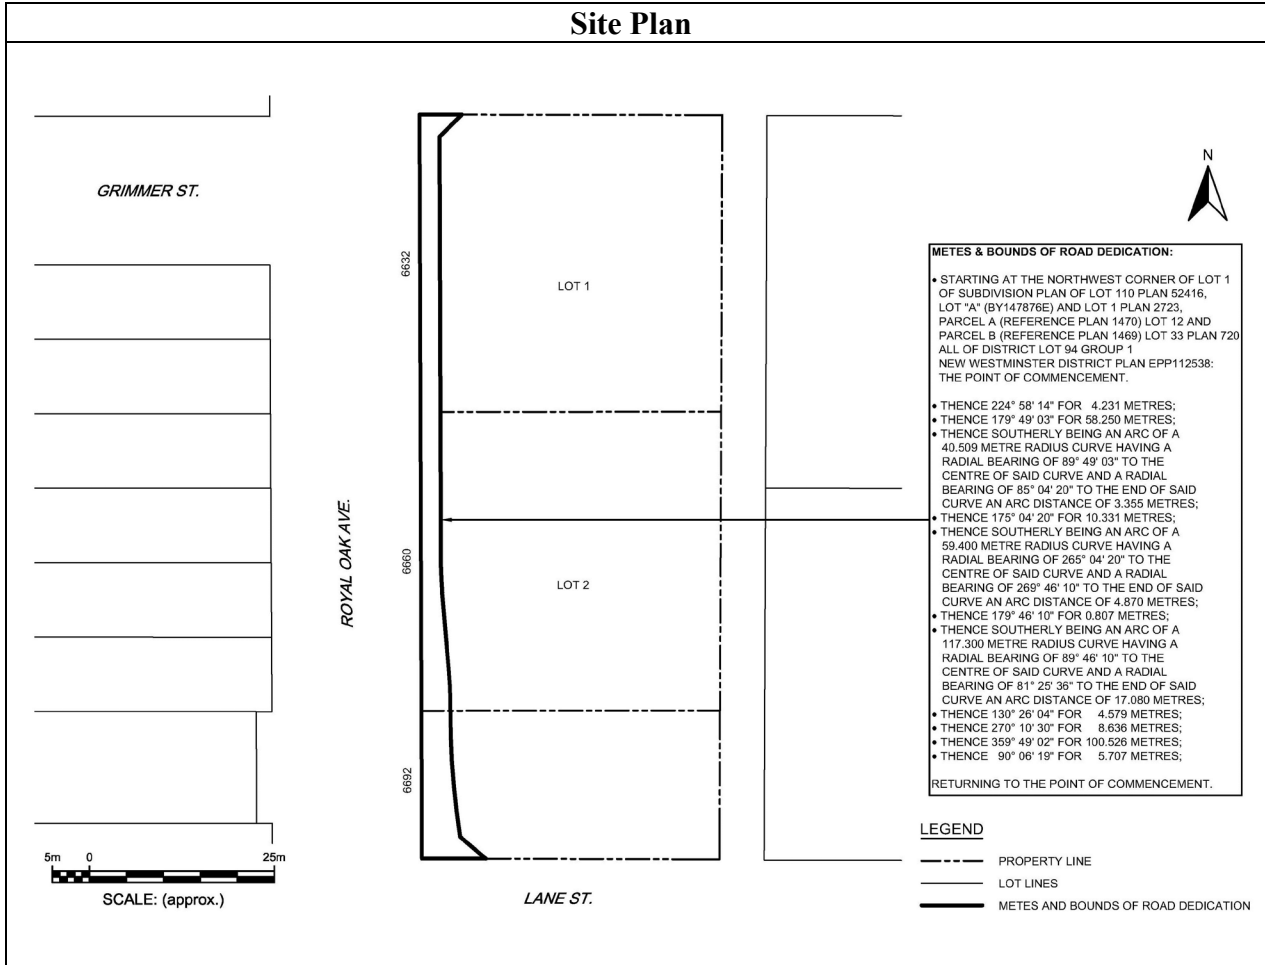 Site Plan
GRIMMER ST.
ROYAL OAK AVE.
6632
6660
6692
LOT 1
LOT 2
LANE ST.
N
METES & BOUNDS OF ROAD DEDICATION:
• STARTING AT THE NORTHWEST CORNER OF LOT 1
OF SUBDIVISION PLAN OF LOT 110 PLAN 52416,
LOT "A" (BY147876E) AND LOT 1 PLAN 2723,
PARCEL A (REFERENCE PLAN 1470) LOT 12 AND
PARCEL B (REFERENCE PLAN 1469) LOT 33 PLAN 720
ALL OF DISTRICT LOT 94 GROUP 1
NEW WESTMINSTER DISTRICT PLAN EPP112538:
THE POINT OF COMMENCEMENT.
• THENCE 224° 58' 14" FOR 4.231 METRES;
• THENCE 179° 49' 03" FOR 58.250 METRES;
• THENCE SOUTHERLY BEING AN ARC OF A
40.509 METRE RADIUS CURVE HAVING A
RADIAL BEARING OF 89° 49' 03" TO THE
CENTRE OF SAID CURVE AND A RADIAL
BEARING OF 85° 04' 20" TO THE END OF SAID
CURVE AN ARC DISTANCE OF 3.355 METRES;
• THENCE 175° 04' 20" FOR 10.331 METRES;
• THENCE SOUTHERLY BEING AN ARC OF A
59.400 METRE RADIUS CURVE HAVING A
RADIAL BEARING OF 265° 04' 20" TO THE
CENTRE OF SAID CURVE AND A RADIAL
BEARING OF 269° 46' 10" TO THE END OF SAID
CURVE AN ARC DISTANCE OF 4.870 METRES;
• THENCE 179° 46' 10" FOR 0.807 METRES;
• THENCE SOUTHERLY BEING AN ARC OF A
117.300 METRE RADIUS CURVE HAVING A
RADIAL BEARING OF 89° 46' 10" TO THE
CENTRE OF SAID CURVE AND A RADIAL
BEARING OF 81° 25' 36" TO THE END OF SAID
CURVE AN ARC DISTANCE OF 17.080 METRES;
• THENCE 130° 26' 04" FOR 4.579 METRES;
• THENCE 270° 10' 30" FOR 8.636 METRES;
• THENCE 359° 49' 02" FOR 100.526 METRES;
• THENCE 90° 06' 19" FOR 5.707 METRES;
RETURNING TO THE POINT OF COMMENCEMENT.
5m 0 25m
SCALE: (approx.)
LEGEND
PROPERTY LINE
LOT LINES
METES AND BOUNDS OF ROAD DEDICATION